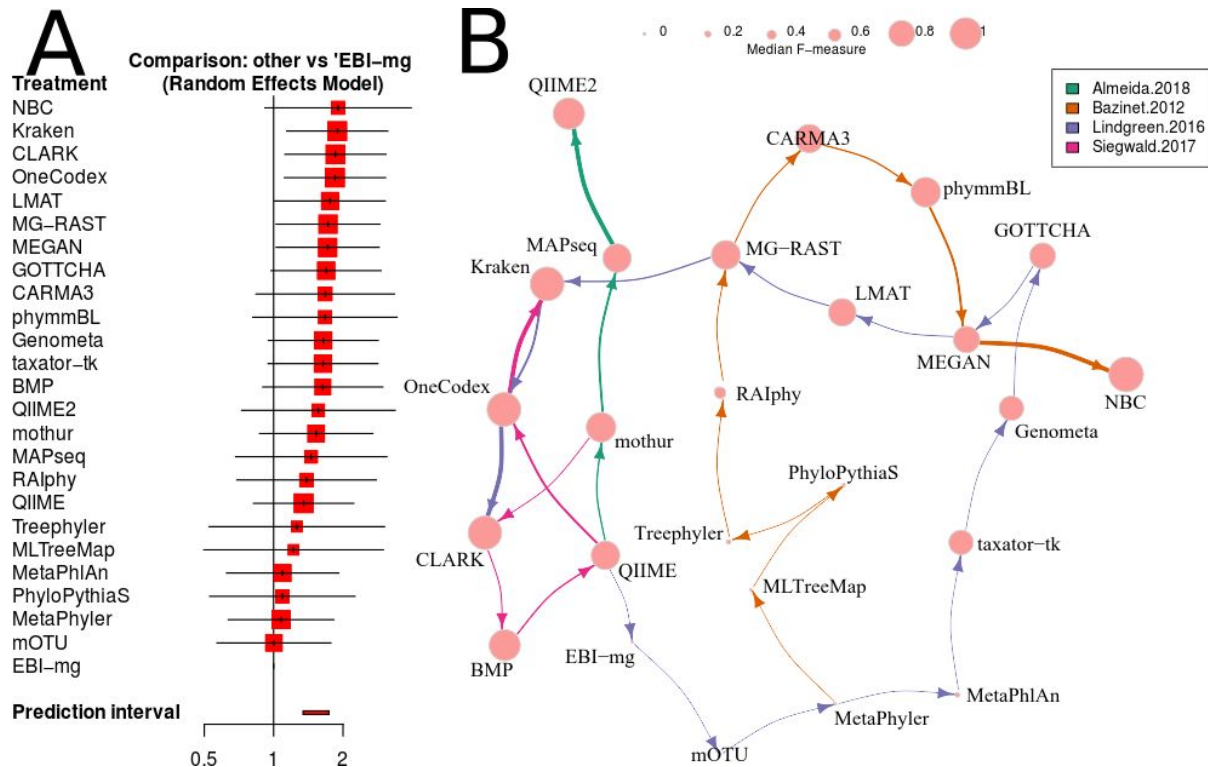 A
Comparison: other vs 'EBI−mg
(Random Effects Model)
Treatment
NBC
Kraken
CLARK
OneCodex
LMAT
MG−RAST
MEGAN
GOTTCHA
CARMA3
phymmBL
Genometa
taxator−tk
BMP
QIIME2
mothur
MAPseq
RAIphy
QIIME
Treephyler
MLTreeMap
MetaPhlAn
PhyloPythiaS
MetaPhyler
mOTU
EBI−mg
Prediction interval
0.5 1 2
B
0 0.2 0.4 0.6 0.8 1
Median F−measure
Almeida.2018
Bazinet.2012
Lindgreen.2016
Siegwald.2017
QIIME2
CARMA3
phymmBL
GOTTCHA
MAPseq
MG−RAST
Kraken
LMAT
MEGAN
OneCodex
RAIphy
NBC
mothur
Genometa
PhyloPythiaS
Treephyler
CLARK
QIIME
taxator−tk
MLTreeMap
BMP
EBI−mg
MetaPhlAn
MetaPhyler
mOTU